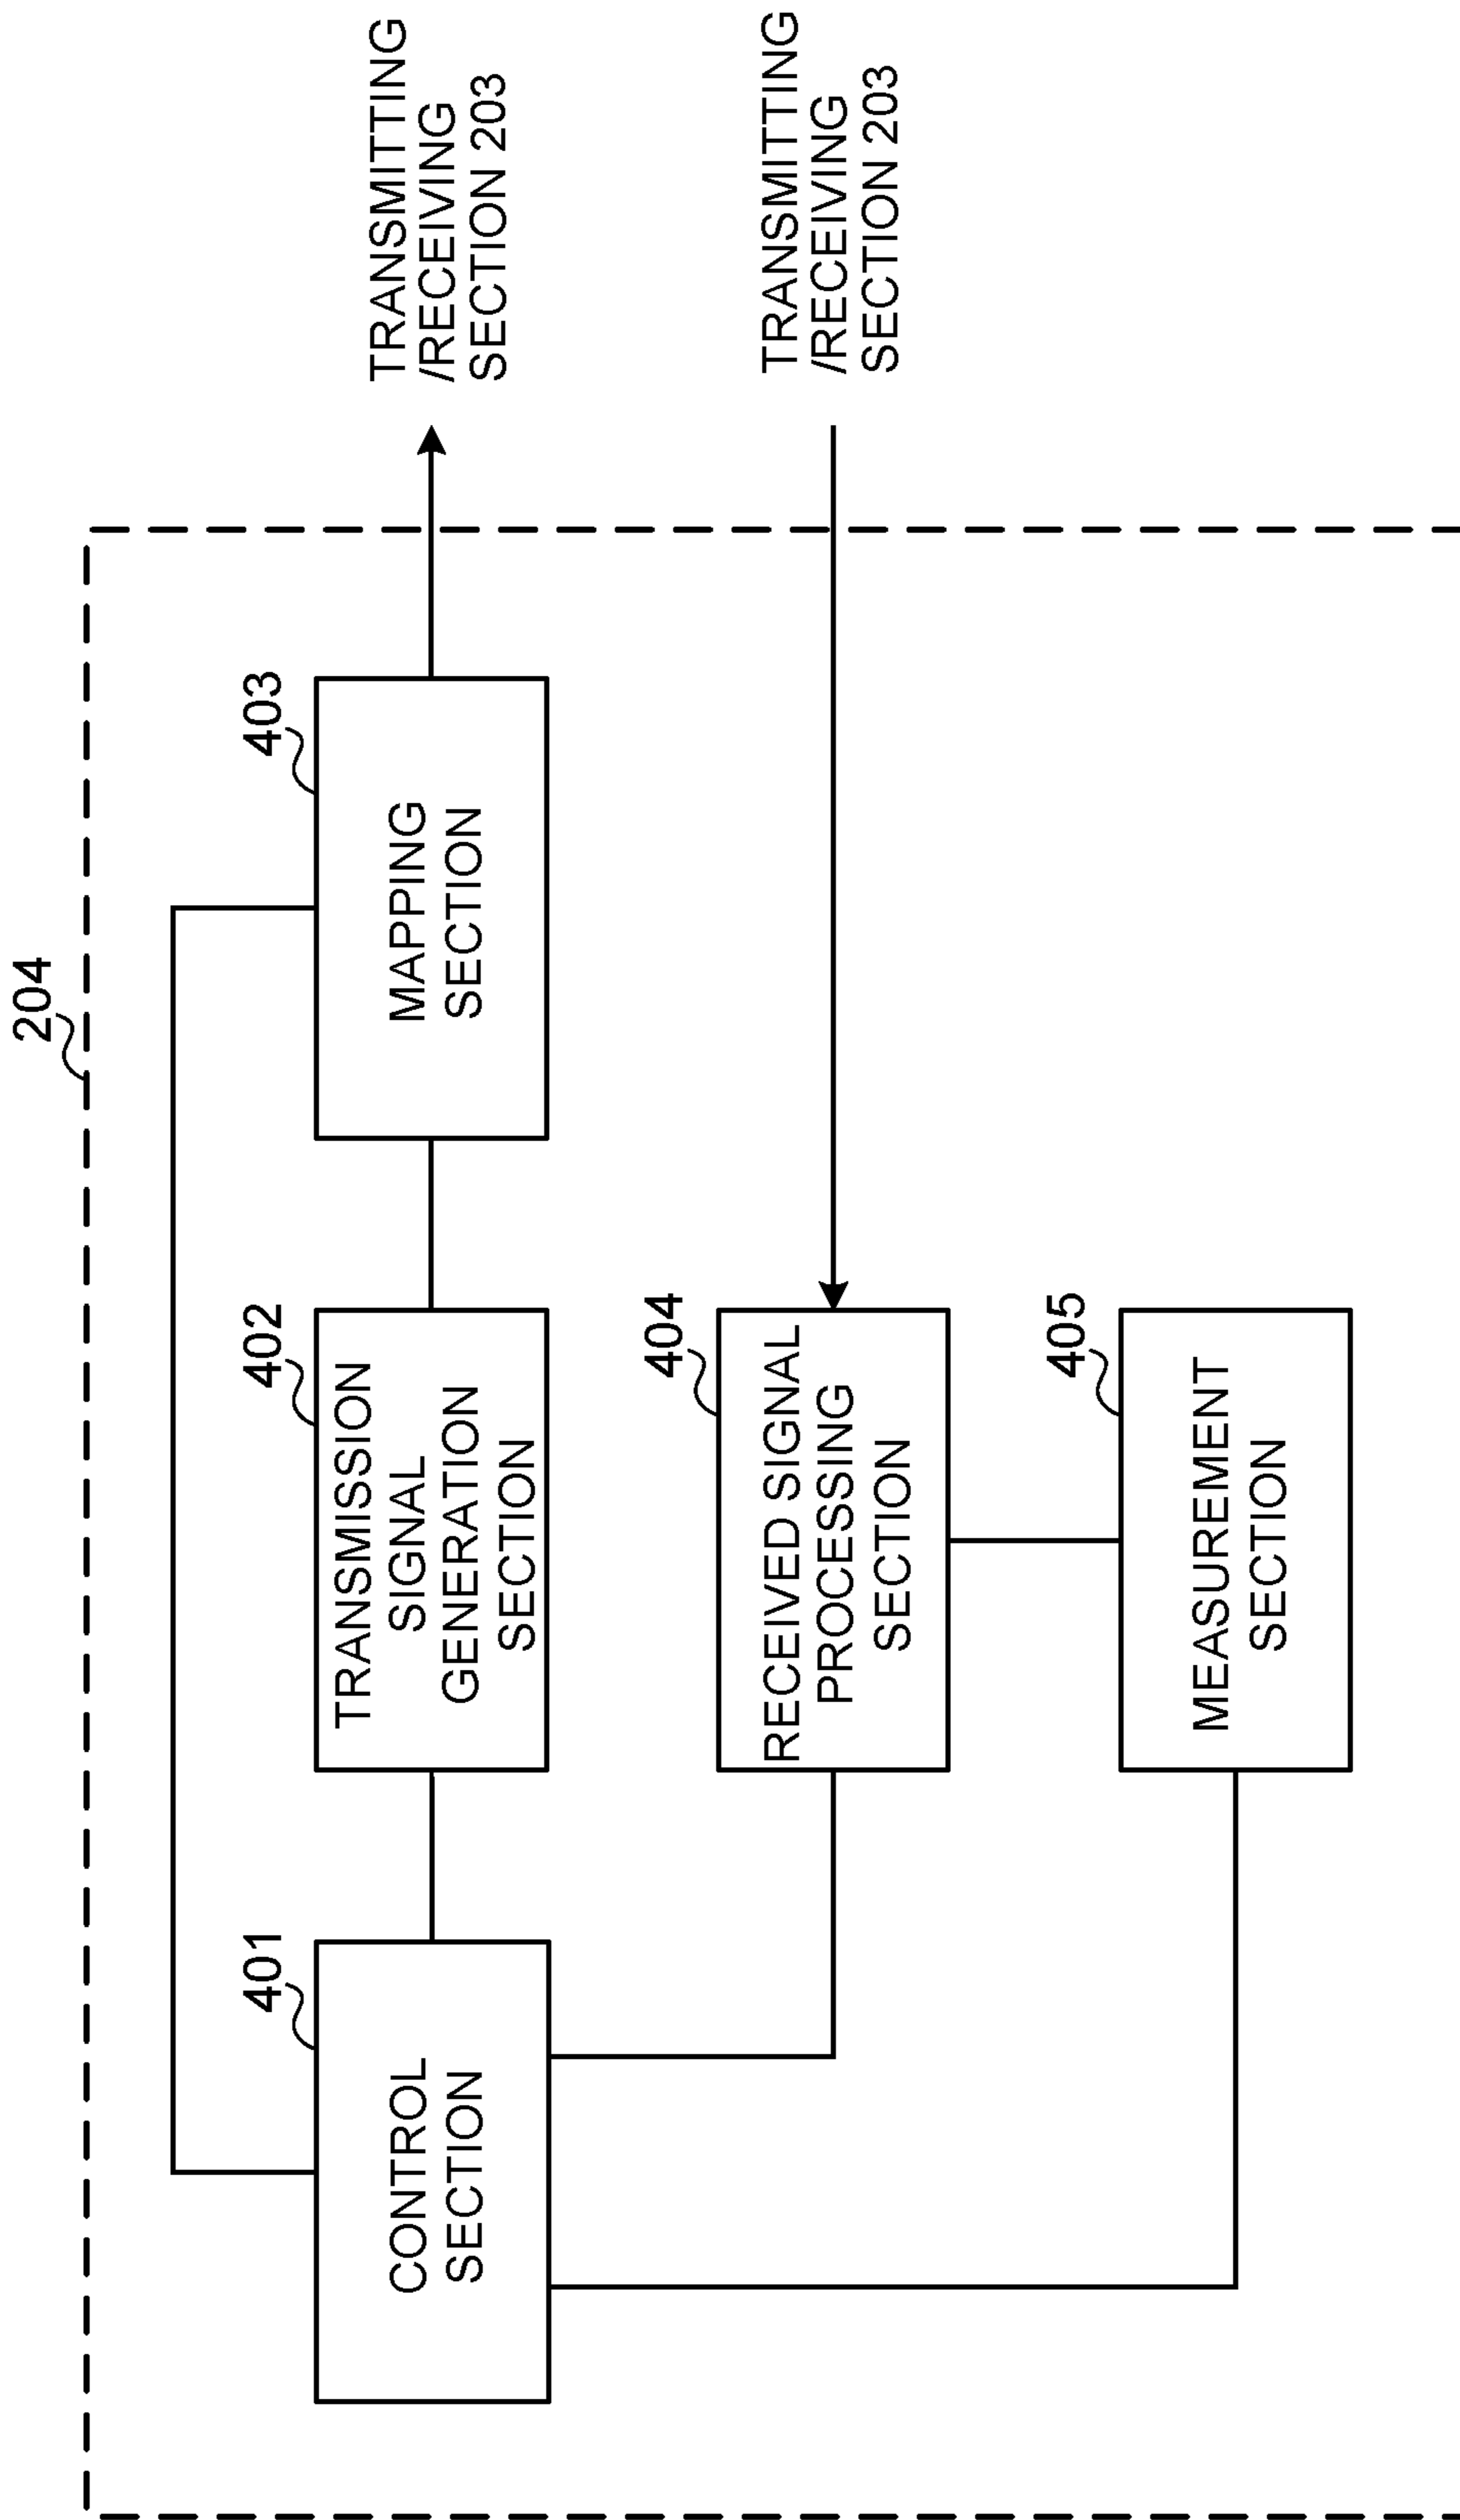 204
401
CONTROL
SECTION
402
TRANSMISSION
SIGNAL
GENERATION
SECTION
403
MAPPING
SECTION
TRANSMITTING
/RECEIVING
SECTION 203
404
RECEIVED SIGNAL
PROCESSING
SECTION
TRANSMITTING
/RECEIVING
SECTION 203
405
MEASUREMENT
SECTION